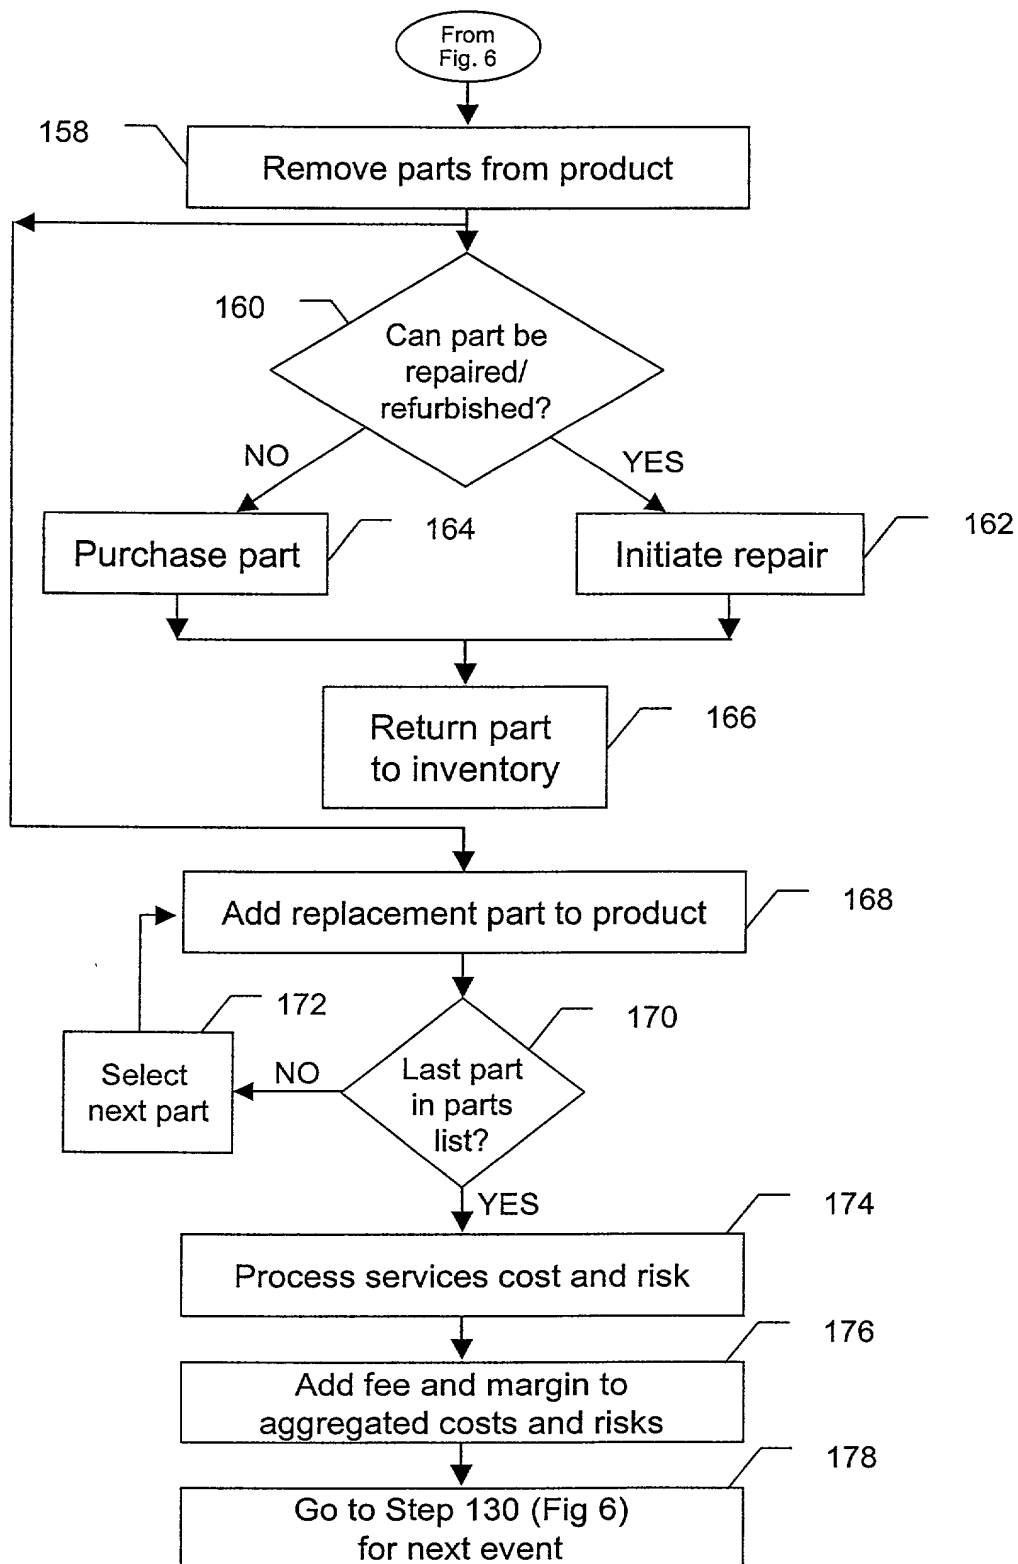 From
Fig. 6
158
Remove parts from product
160
Can part be
repaired/
refurbished?
NO
YES
Purchase part
164
Initiate repair
162
Return part
to inventory
166
Add replacement part to product
168
172
Select
next part
NO
Last part
in parts
list?
170
YES
174
Process services cost and risk
176
Add fee and margin to
aggregated costs and risks
178
Go to Step 130 (Fig 6)
for next event